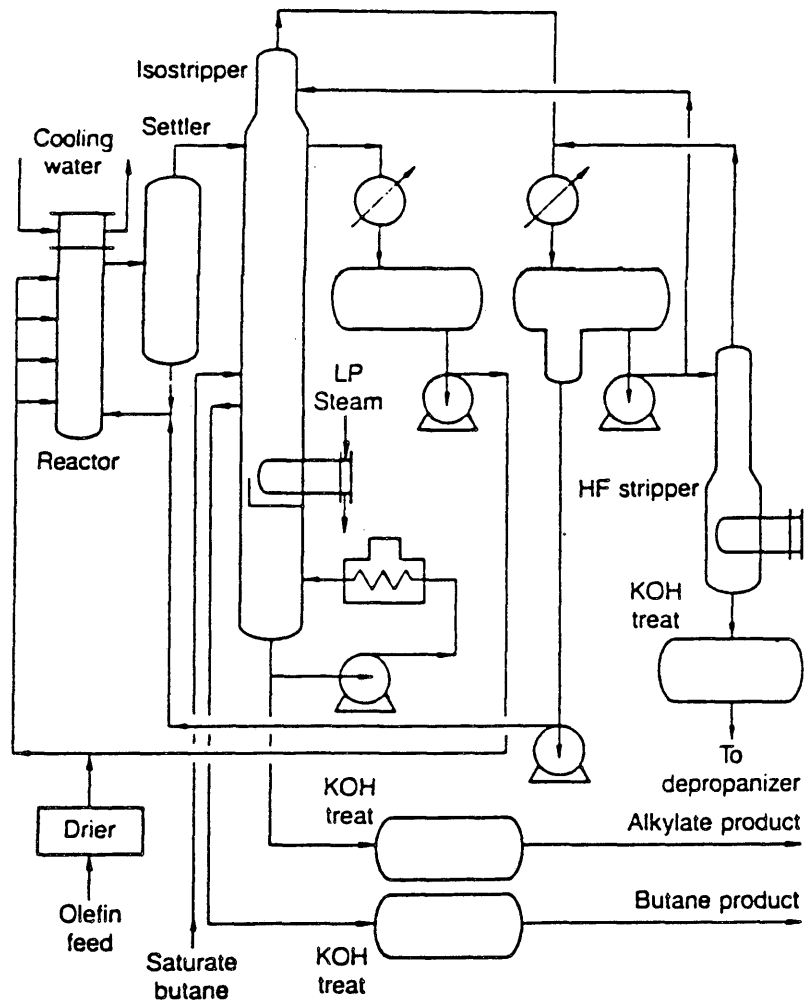 Isostripper
Settler
Cooling
water
LP
Steam
Reactor
HF stripper
KOH
treat
To
depropanizer
KOH
treat
Alkylate product
Drier
Butane product
Olefin
feed
KOH
treat
Saturate
butane